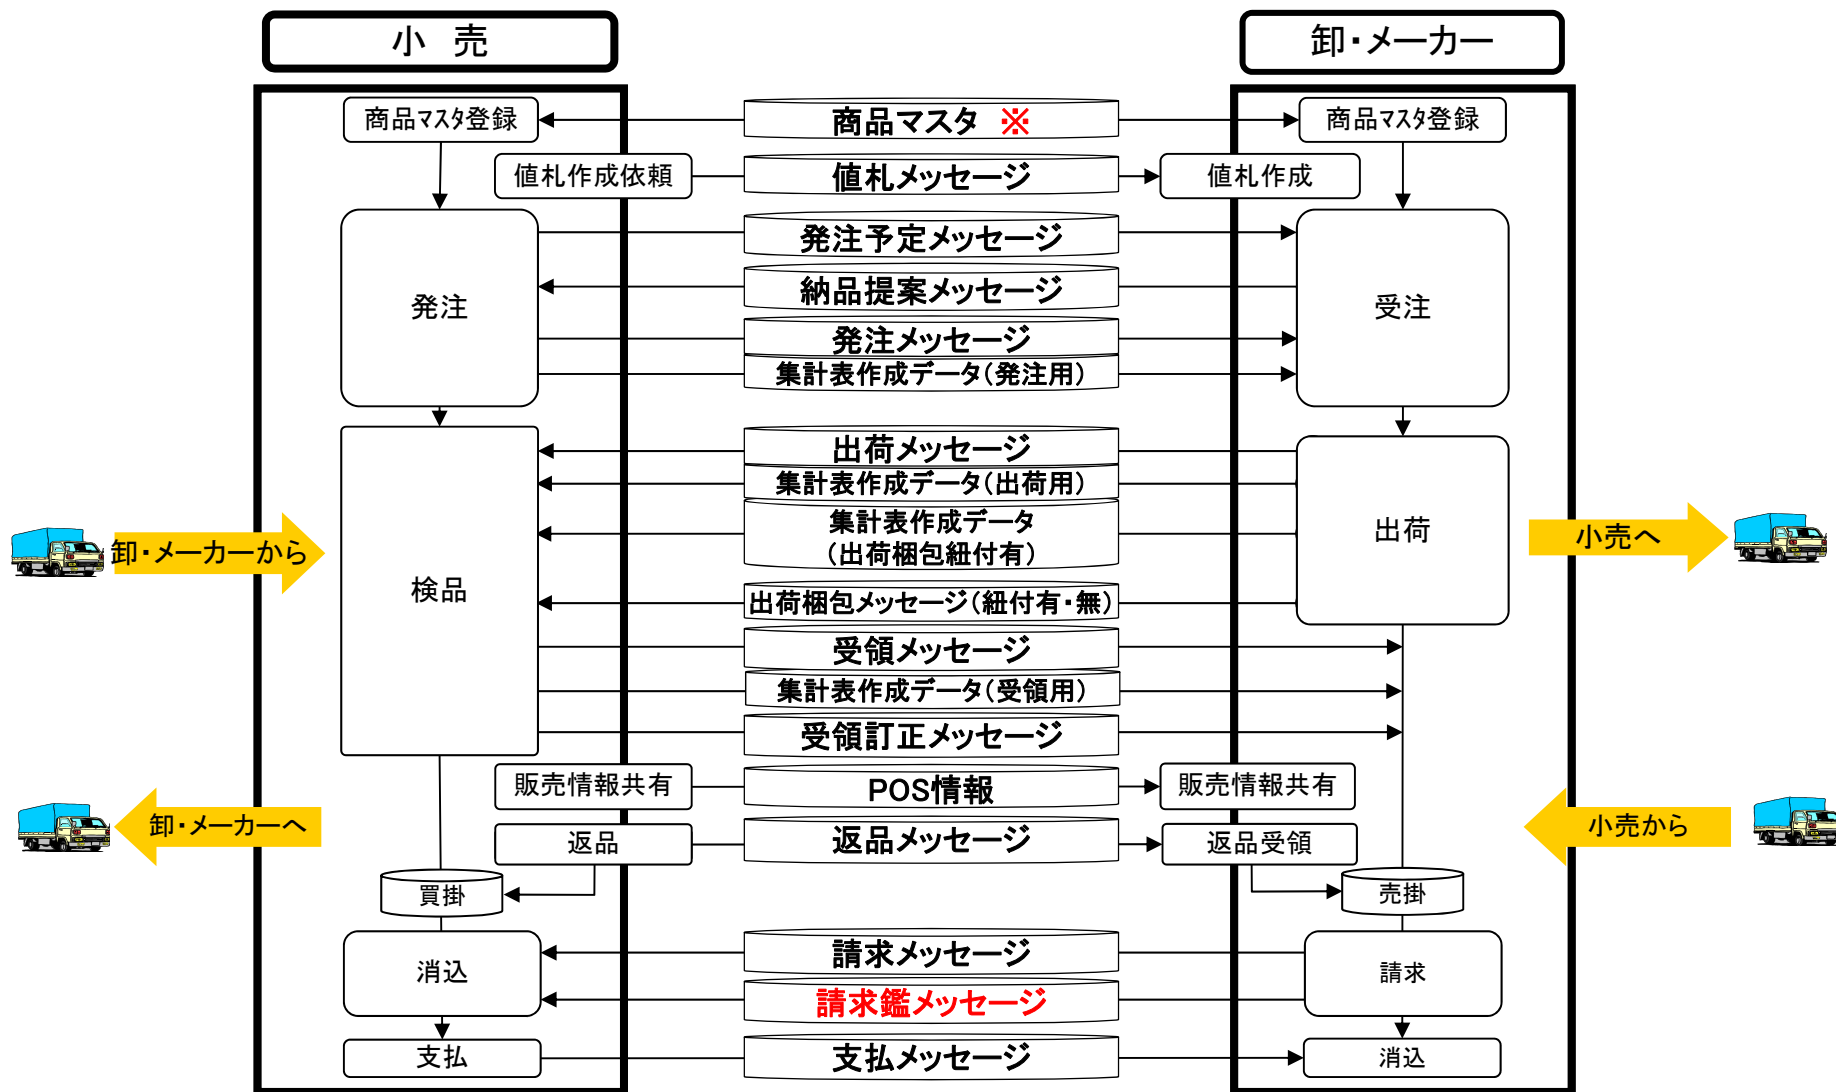 小 売
卸・メーカー
商品マスタ登録
商品マスタ ※
商品マスタ登録
値札作成依頼
値札メッセージ
値札作成
発注予定メッセージ
納品提案メッセージ
発注
受注
発注メッセージ
集計表作成データ(発注用)
出荷メッセージ
集計表作成データ(出荷用)
集計表作成データ
(出荷梱包紐付有)
出荷
卸・メーカーから
小売へ
検品
出荷梱包メッセージ(紐付有・無)
受領メッセージ
集計表作成データ(受領用)
受領訂正メッセージ
販売情報共有
POS情報
販売情報共有
卸・メーカーへ
小売から
返品
返品メッセージ
返品受領
買掛
売掛
請求メッセージ
消込
請求
請求鑑メッセージ
支払
支払メッセージ
消込